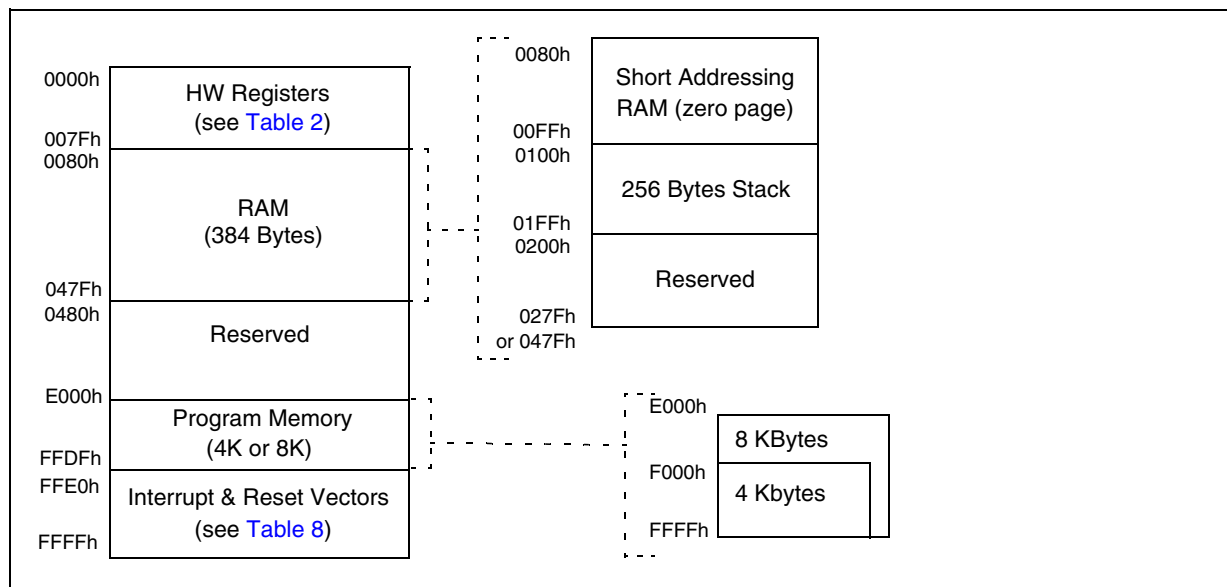 0000h
HW Registers
(see Table 2)
007Fh
0080h
RAM
(384 Bytes)
047Fh
0480h
Reserved
E000h
Program Memory
(4K or 8K)
FFDFh
FFE0h
Interrupt & Reset Vectors
(see Table 8)
FFFFh
0080h
Short Addressing
RAM (zero page)
00FFh
0100h
256 Bytes Stack
01FFh
0200h
Reserved
027Fh
or 047Fh
E000h
8 KBytes
F000h
4 Kbytes
FFFFh